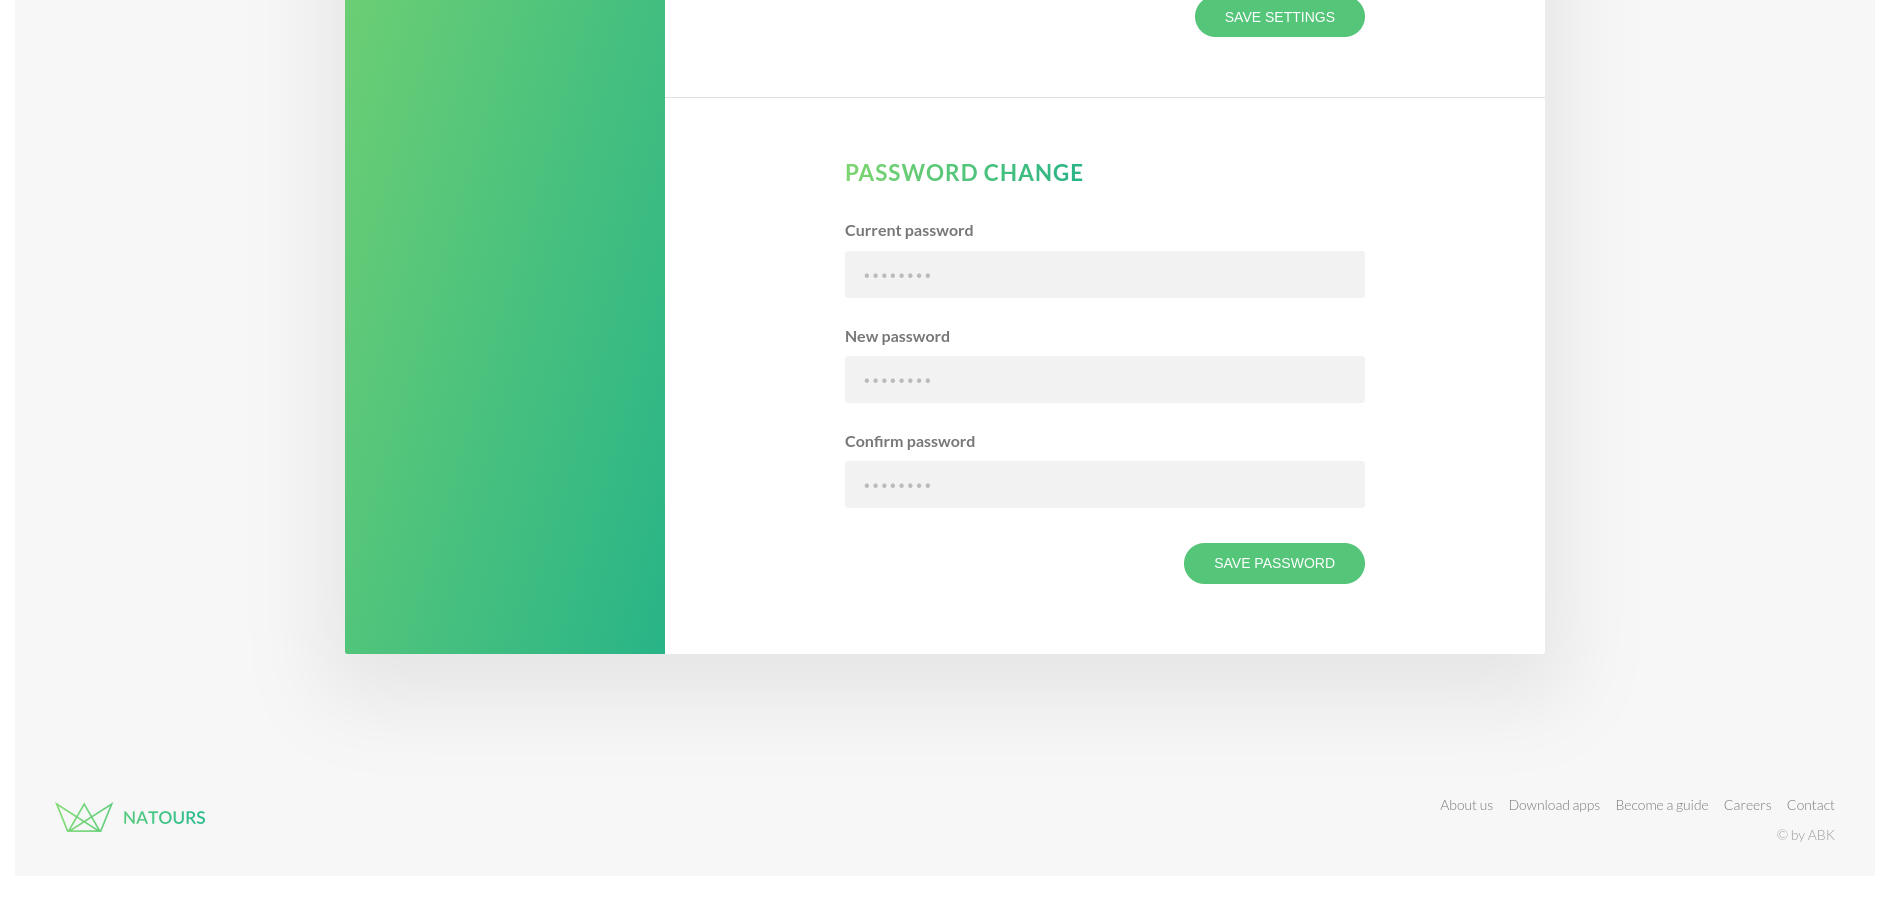 SAVE SETTINGS
PASSWORD CHANGE
Current password
••••••••
New password
••••••••
Confirm password
••••••••
SAVE PASSWORD
NATOURS
About us Download apps Become a guide Careers Contact
© by ABK